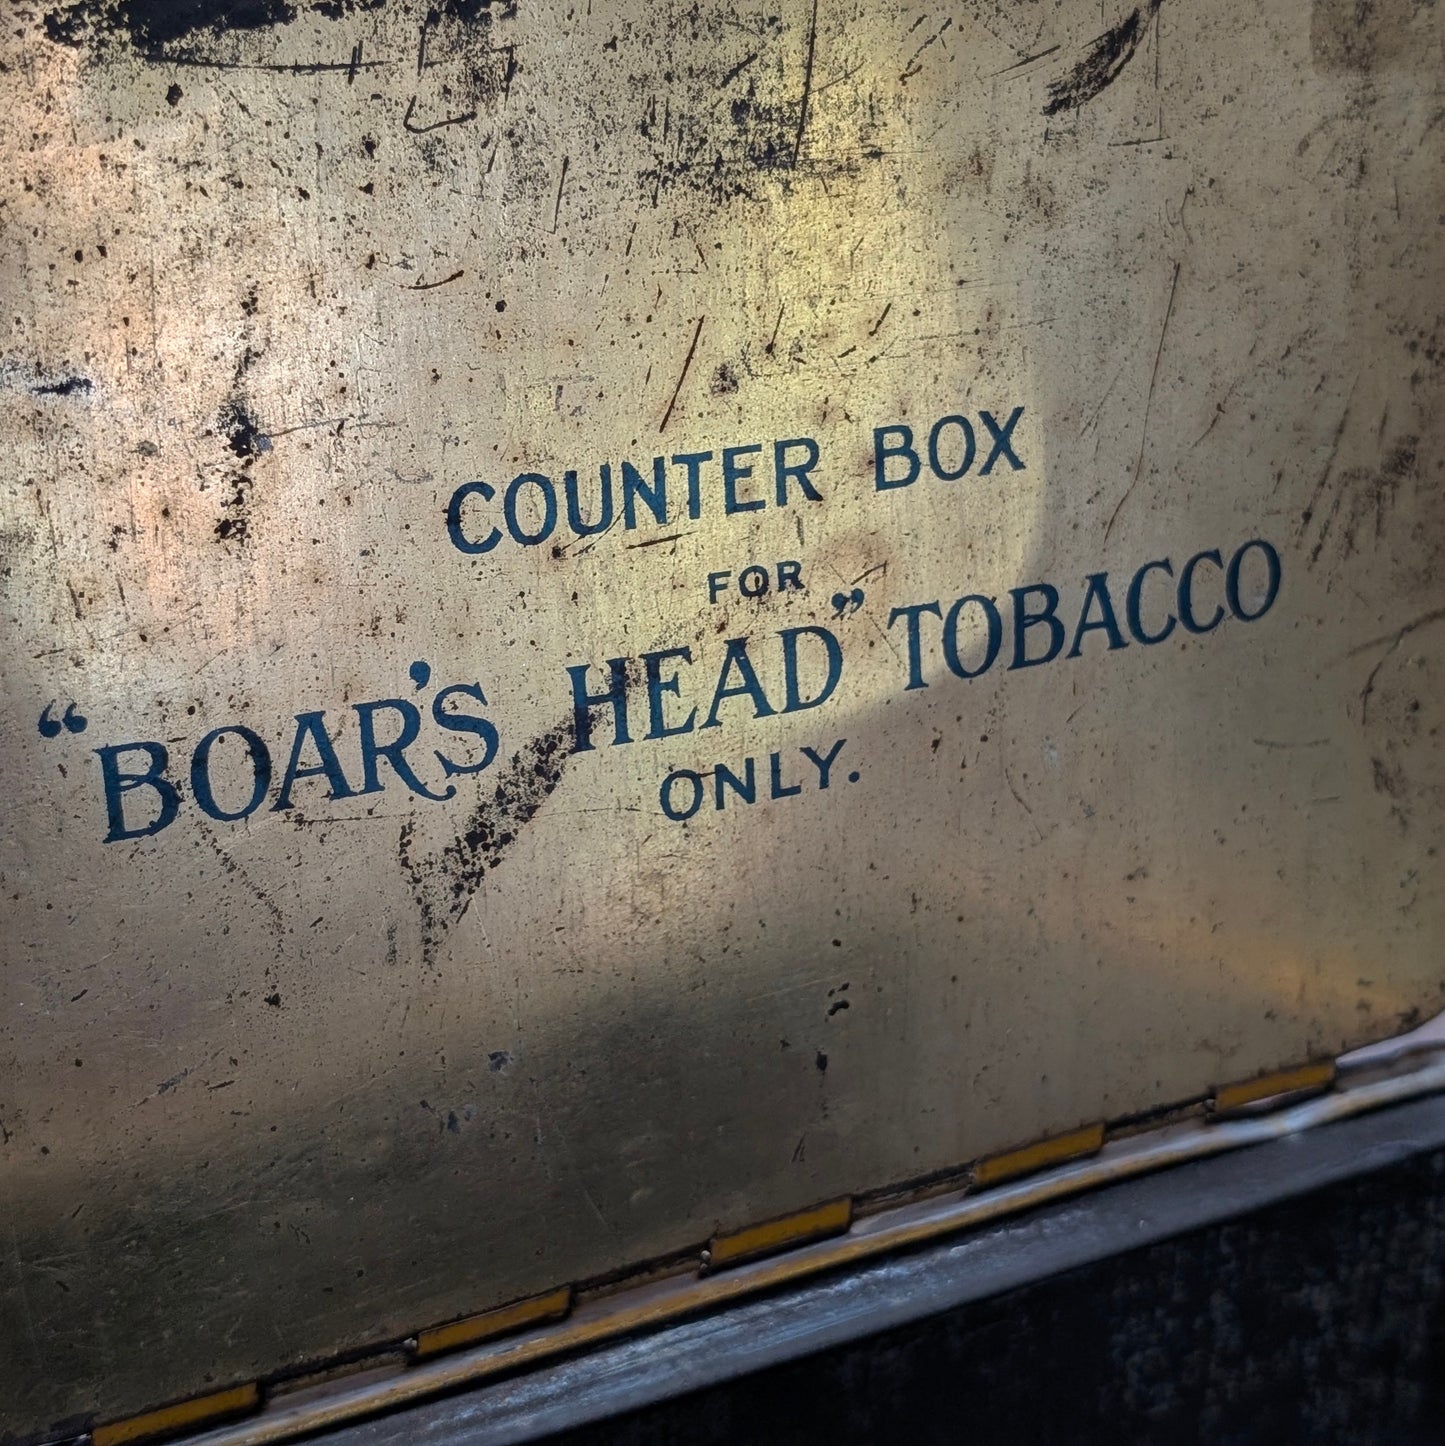 COUNTER BOX
FOR
“BOAR'S HEAD” TOBACCO
ONLY.